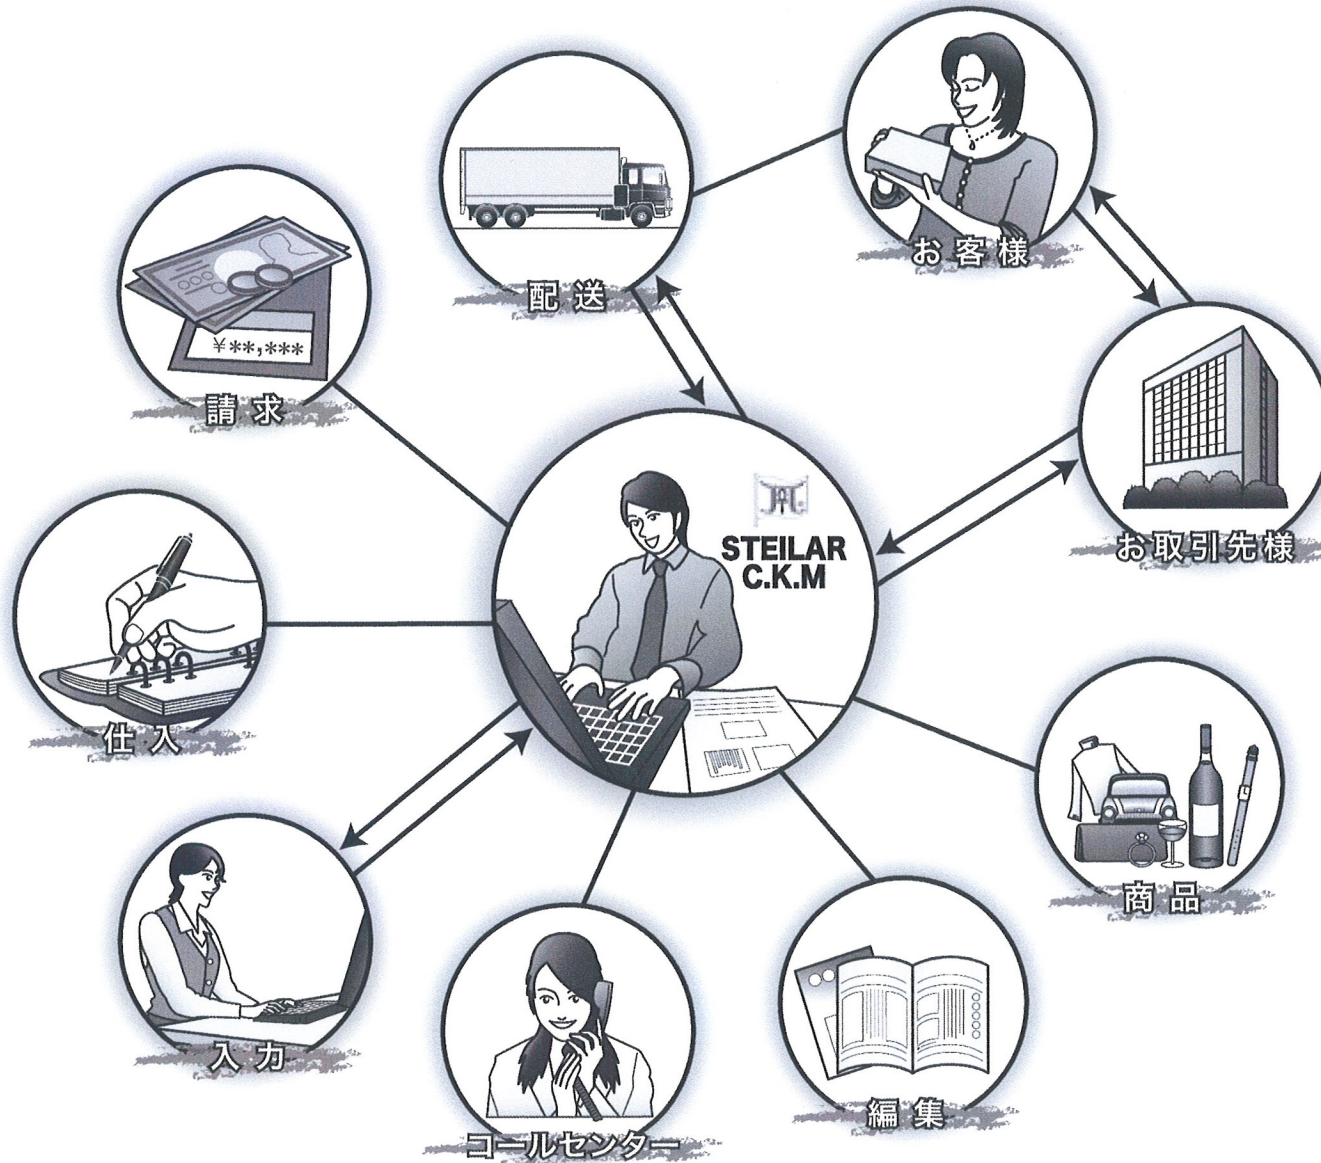 お客様
配送
¥**,***
請求
STEILAR
C.K.M
お取引先様
仕入
商品
入力
編集
コールセンター